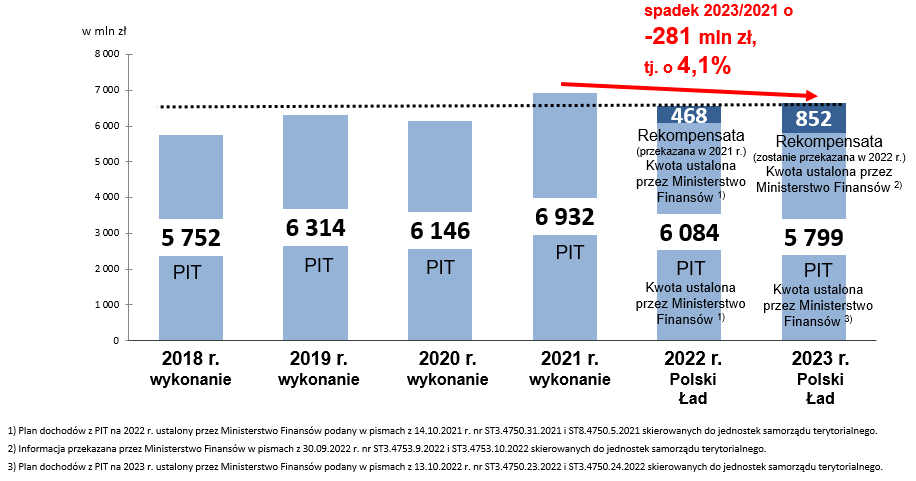 spadek 2023/2021 o
-281 mln zł,
tj. o 4,1%
w mln zł
8 000
7 000
6 000
5 000
4 000
3 000
2 000
1 000
0
5 752
PIT
6 314
PIT
6 146
PIT
6 932
PIT
468
Rekompensata
(przekazana w 2021 r.)
Kwota ustalona
przez Ministerstwo
Finansów 1)
6 084
PIT
Kwota ustalona
przez Ministerstwo
Finansów 1)
852
Rekompensata
(zostanie przekazana w 2022 r.)
Kwota ustalona przez
Ministerstwo Finansów 2)
5 799
PIT
Kwota ustalona
przez Ministerstwo
Finansów 3)
2018 r.
wykonanie
2019 r.
wykonanie
2020 r.
wykonanie
2021 r.
wykonanie
2022 r.
Polski
Ład
2023 r.
Polski
Ład
1) Plan dochodów z PIT na 2022 r. ustalony przez Ministerstwo Finansów podany w pismach z 14.10.2021 r. nr ST3.4750.31.2021 i ST8.4750.5.2021 skierowanych do jednostek samorządu terytorialnego.
2) Informacja przekazana przez Ministerstwo Finansów w pismach z 30.09.2022 r. nr ST3.4753.9.2022 i ST3.4753.10.2022 skierowanych do jednostek samorządu terytorialnego.
3) Plan dochodów z PIT na 2023 r. ustalony przez Ministerstwo Finansów podany w pismach z 13.10.2022 r. nr ST3.4750.23.2022 i ST3.4750.24.2022 skierowanych do jednostek samorządu terytorialnego.